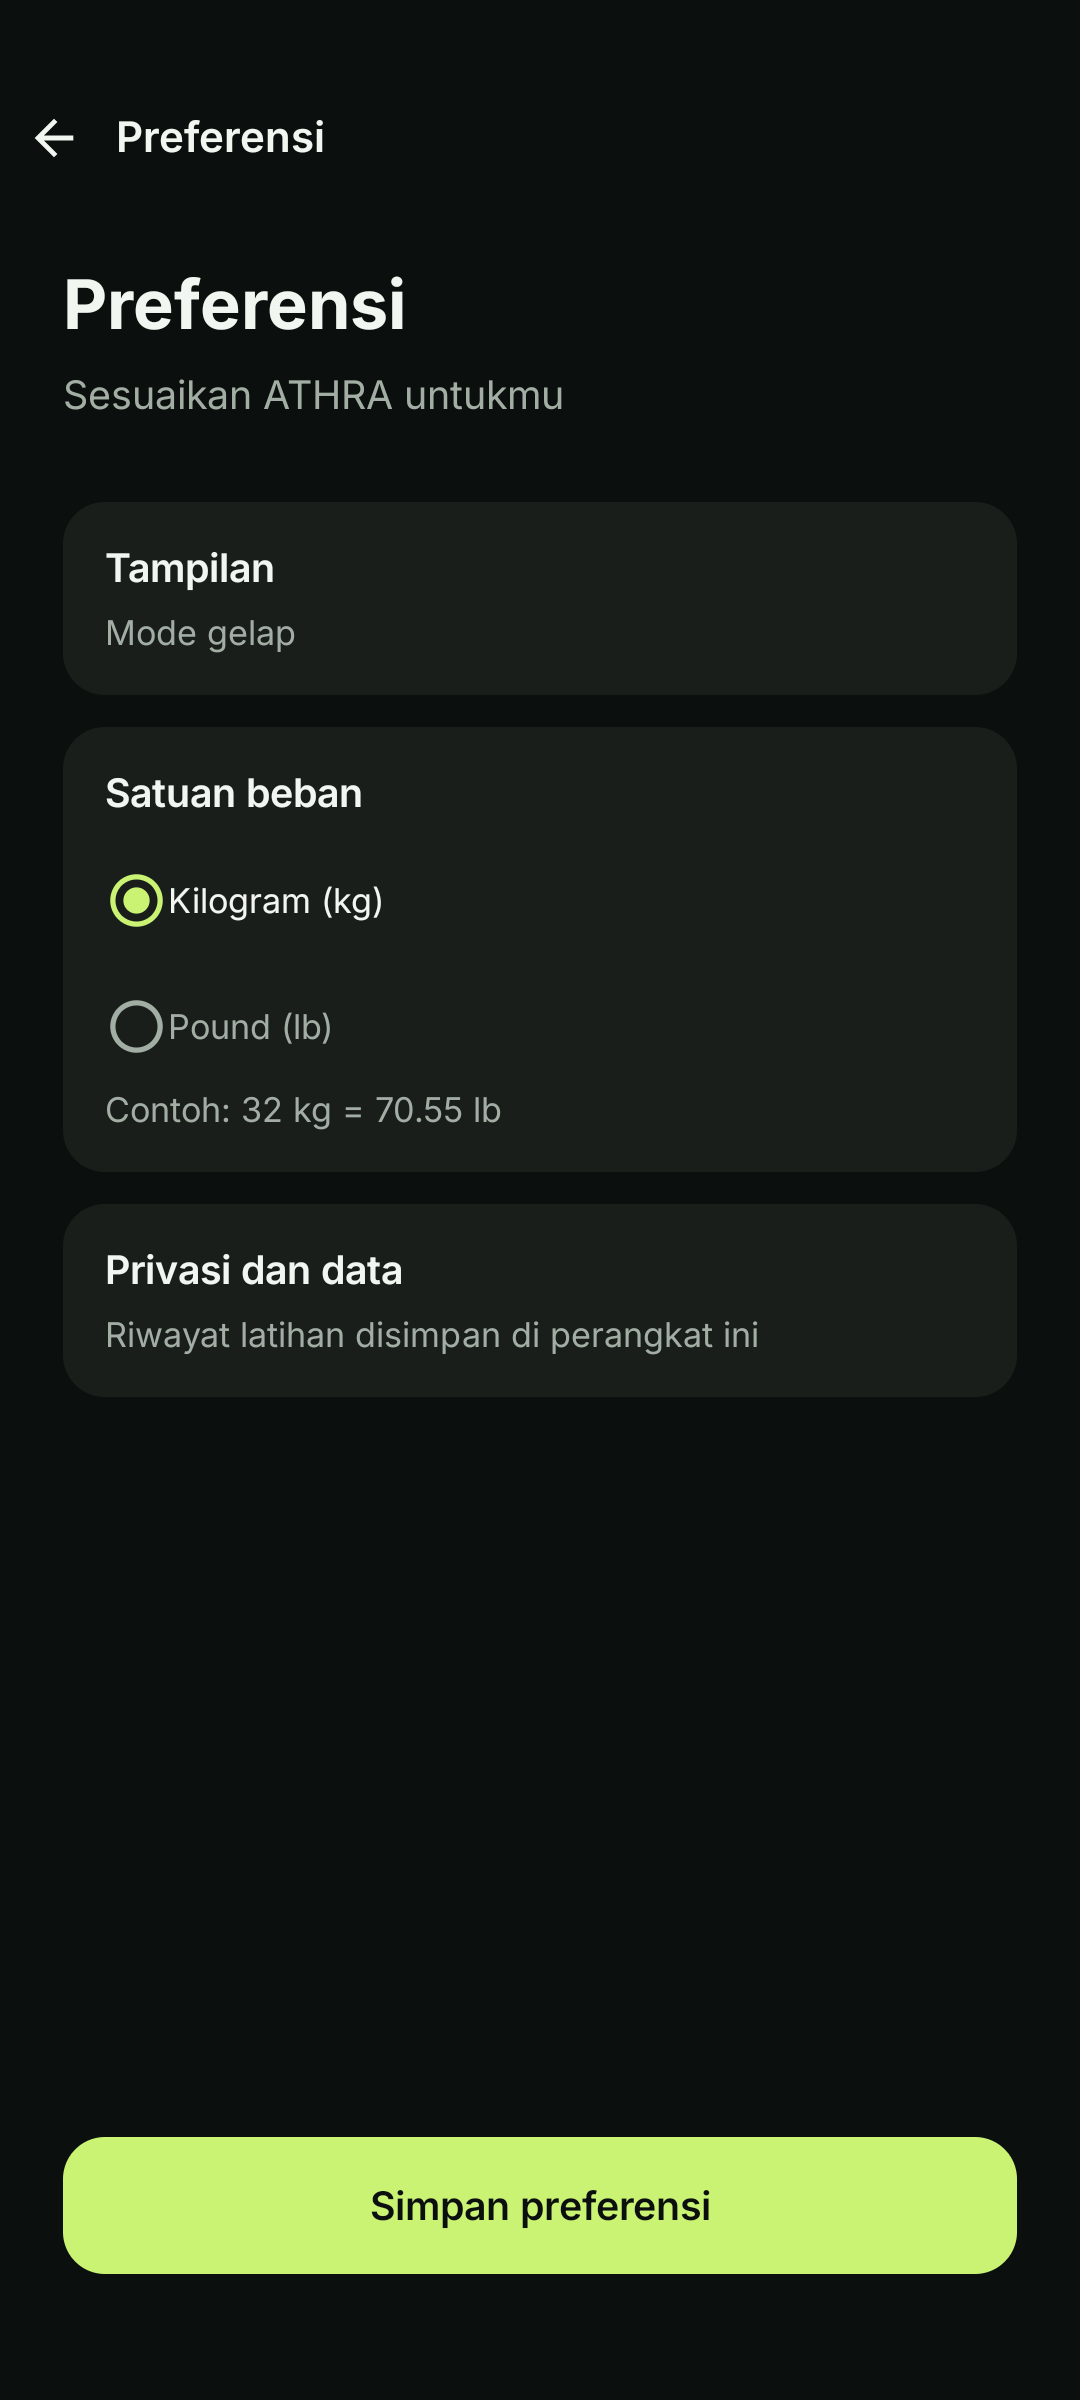 Preferensi
Preferensi
Sesuaikan ATHRA untukmu
Tampilan
Mode gelap
Satuan beban
Kilogram (kg)
Pound (lb)
Contoh: 32 kg = 70.55 lb
Privasi dan data
Riwayat latihan disimpan di perangkat ini
Simpan preferensi